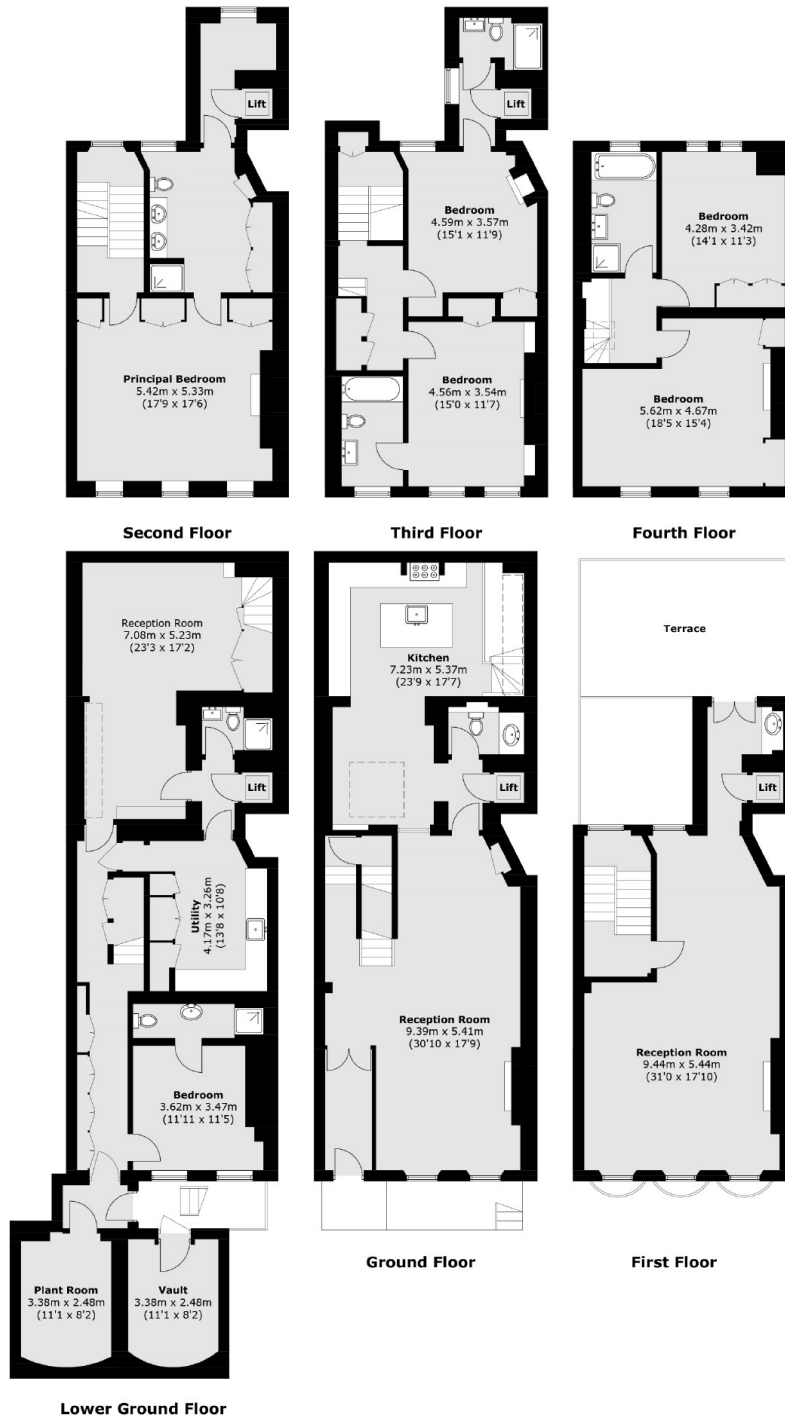 Lift
Principal Bedroom
5.42m x 5.33m
(17'9 x 17'6)
Second Floor
Lift
Bedroom
4.59m x 3.57m
(15'1 x 11'9)
Bedroom
4.56m x 3.54m
(15'0 x 11'7)
Third Floor
Bedroom
4.28m x 3.42m
(14'1 x 11'3)
Bedroom
5.62m x 4.67m
(18'5 x 15'4)
Fourth Floor
Reception Room
7.08m x 5.23m
(23'3 x 17'2)
Lift
Utility
4.17m x 3.26m
(13'8 x 10'8)
Bedroom
3.62m x 3.47m
(11'11 x 11'5)
Plant Room
3.38m x 2.48m
(11'1 x 8'2)
Vault
3.38m x 2.48m
(11'1 x 8'2)
Lower Ground Floor
Kitchen
7.23m x 5.37m
(23'9 x 17'7)
Lift
Reception Room
9.39m x 5.41m
(30'10 x 17'9)
Ground Floor
Terrace
Lift
Reception Room
9.44m x 5.44m
(31'0 x 17'10)
First Floor